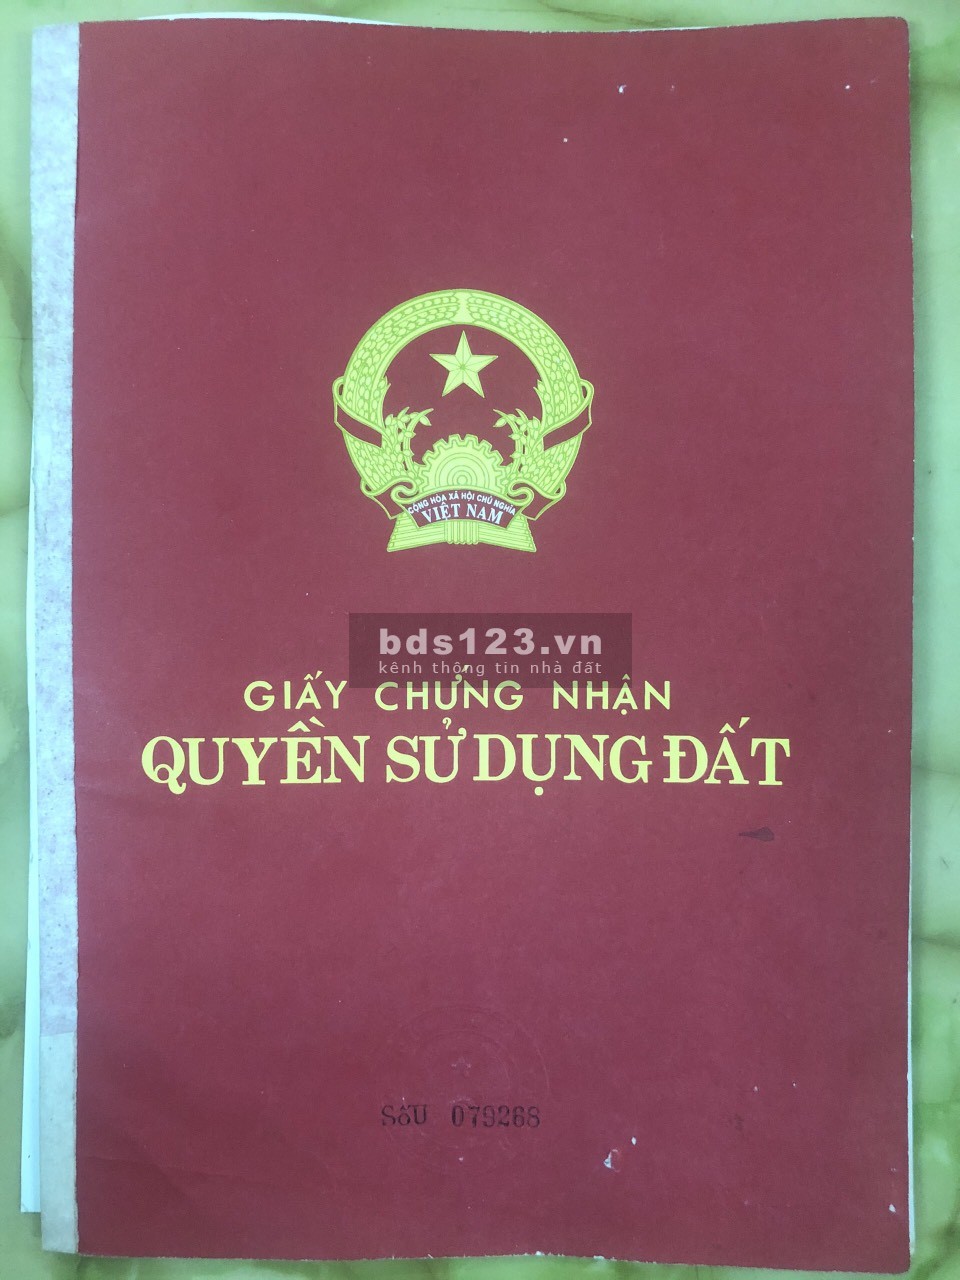 CỘNG HÒA XÃ HỘI CHỦ NGHĨA
VIỆT NAM
bds123.vn
kênh thông tin nhà đất
GIẤY CHỨNG NHẬN
QUYỀN SỬ DỤNG ĐẤT
SốU 079268